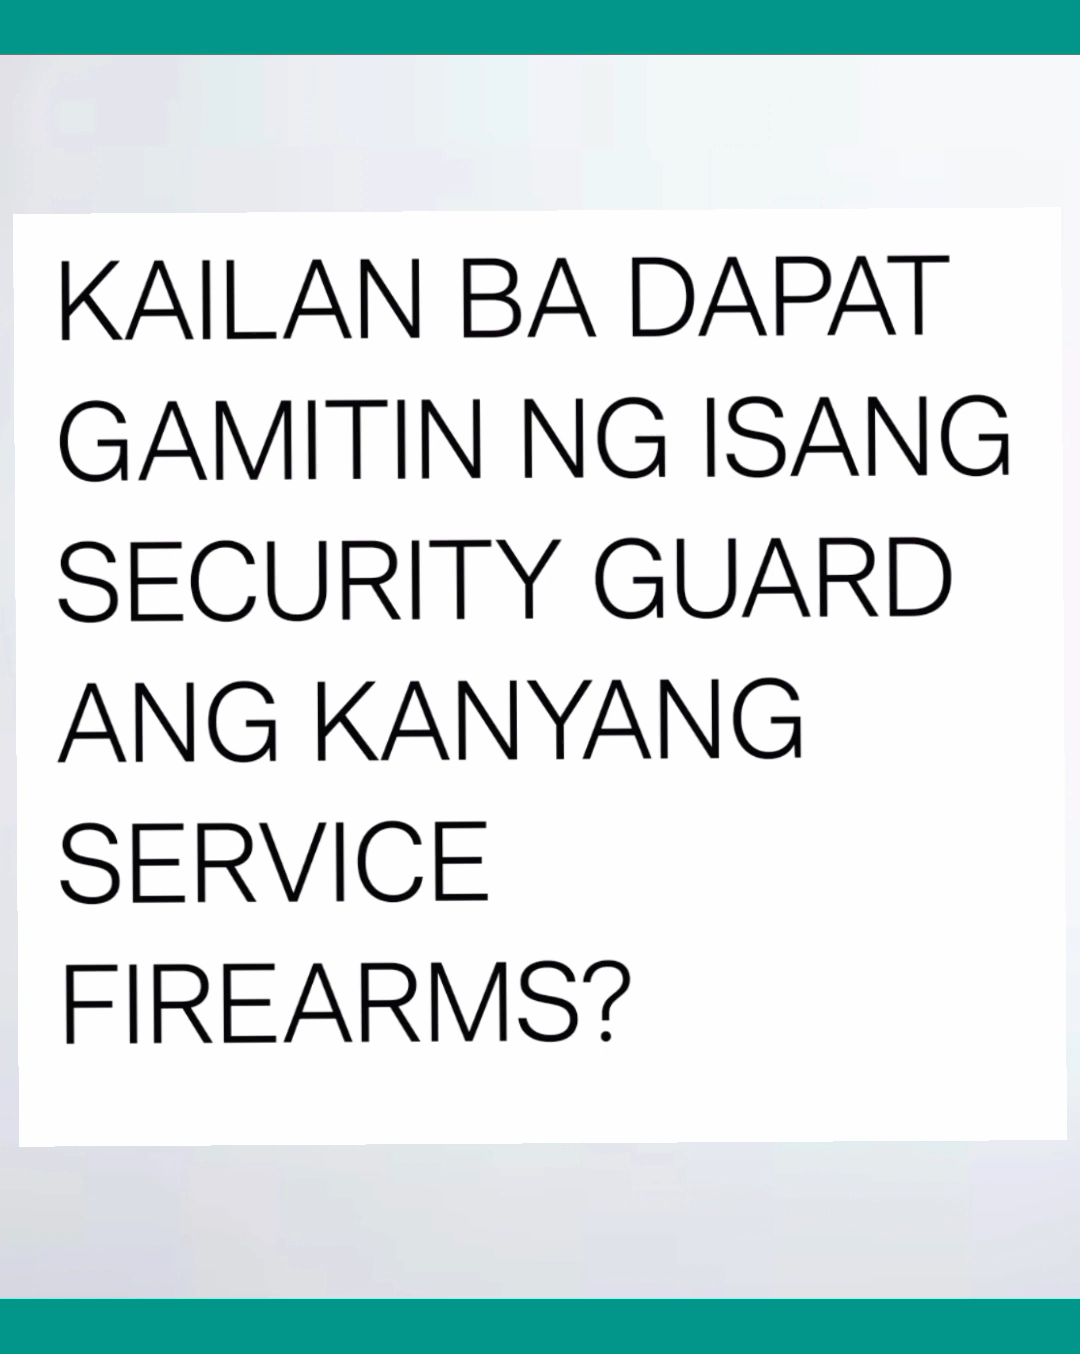 KAILAN BA DAPAT
GAMITIN NG ISANG
SECURITY GUARD
ANG KANYANG
SERVICE
FIREARMS?